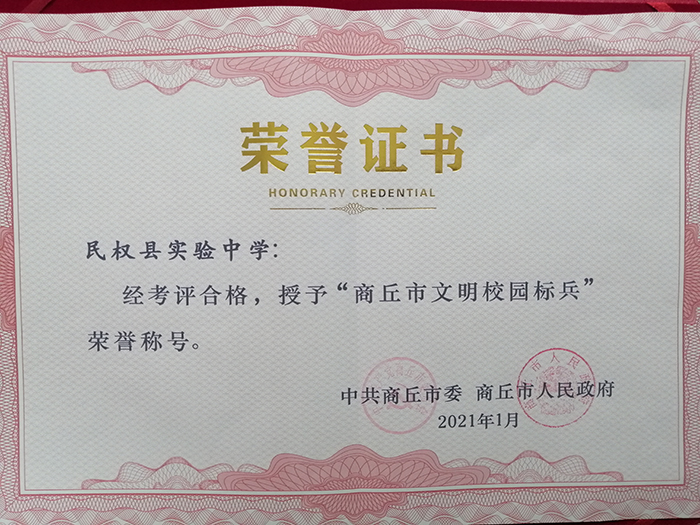 荣誉证书
HONORARY CREDENTIAL
民权县实验中学：
经考评合格，授予“商丘市文明校园标兵”
荣誉称号。
中共商丘市委 商丘市人民政府
2021年1月